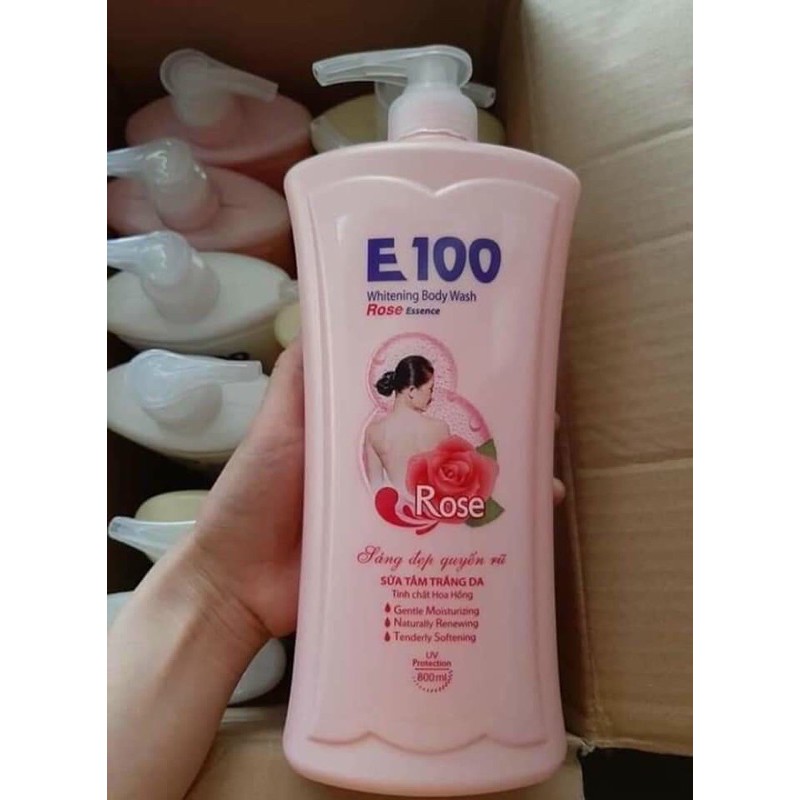 E100
Whitening Body Wash
Rose Essence
Rose
Sáng đẹp quyến rũ
SỮA TẮM TRẮNG DA
Tinh chất Hoa Hồng
Gentle Moisturizing
Naturally Renewing
Tenderly Softening
UV
Protection
800ml